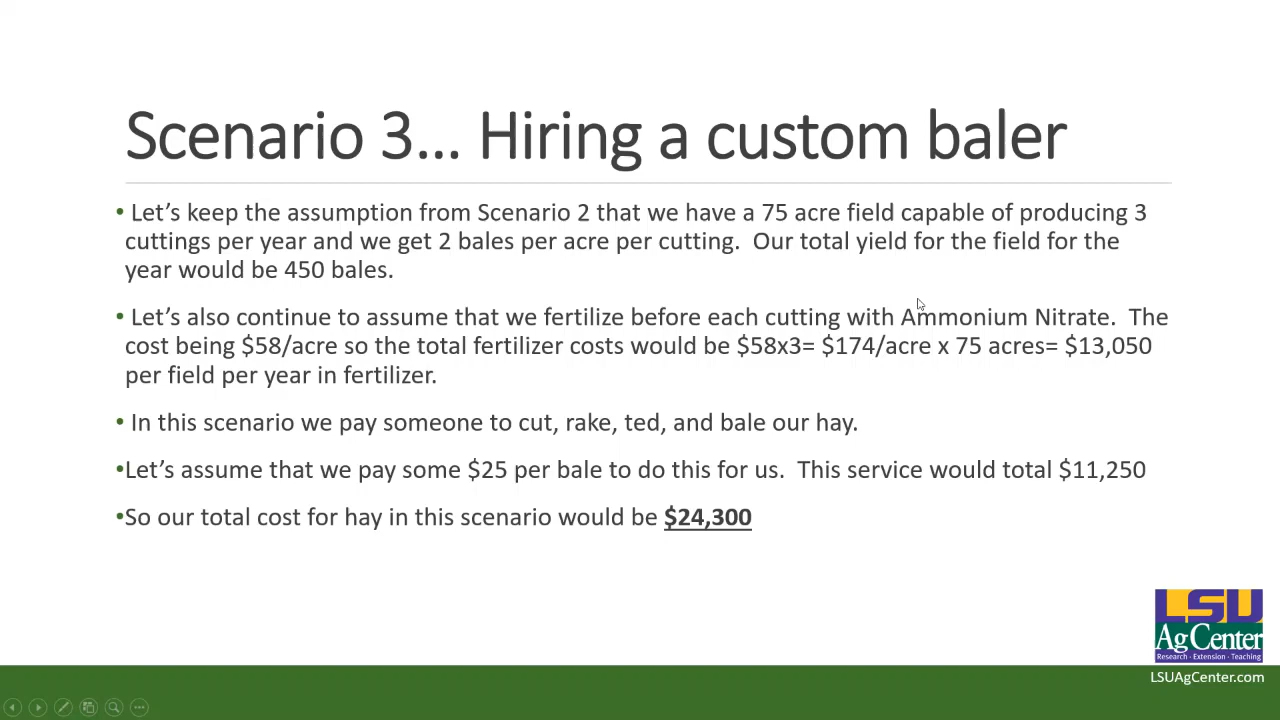 Scenario 3... Hiring a custom baler
• Let’s keep the assumption from Scenario 2 that we have a 75 acre field capable of producing 3
cuttings per year and we get 2 bales per acre per cutting.  Our total yield for the field for the
year would be 450 bales.
• Let’s also continue to assume that we fertilize before each cutting with Ammonium Nitrate.  The
cost being $58/acre so the total fertilizer costs would be $58x3= $174/acre x 75 acres= $13,050
per field per year in fertilizer.
• In this scenario we pay someone to cut, rake, ted, and bale our hay.
•Let’s assume that we pay some $25 per bale to do this for us.  This service would total $11,250
•So our total cost for hay in this scenario would be $24,300
LSU
AgCenter
Research · Extension · Teaching
LSUAgCenter.com